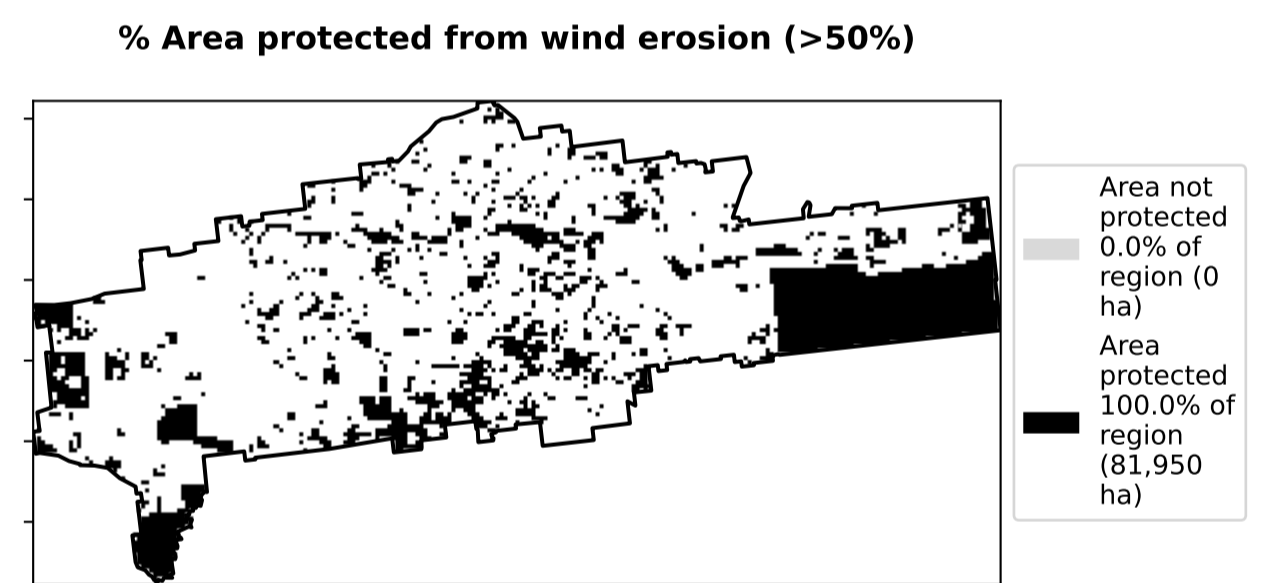 % Area protected from wind erosion (>50%)
Area not
protected
0.0% of
region (0
ha)
Area
protected
100.0% of
region
(81,950
ha)